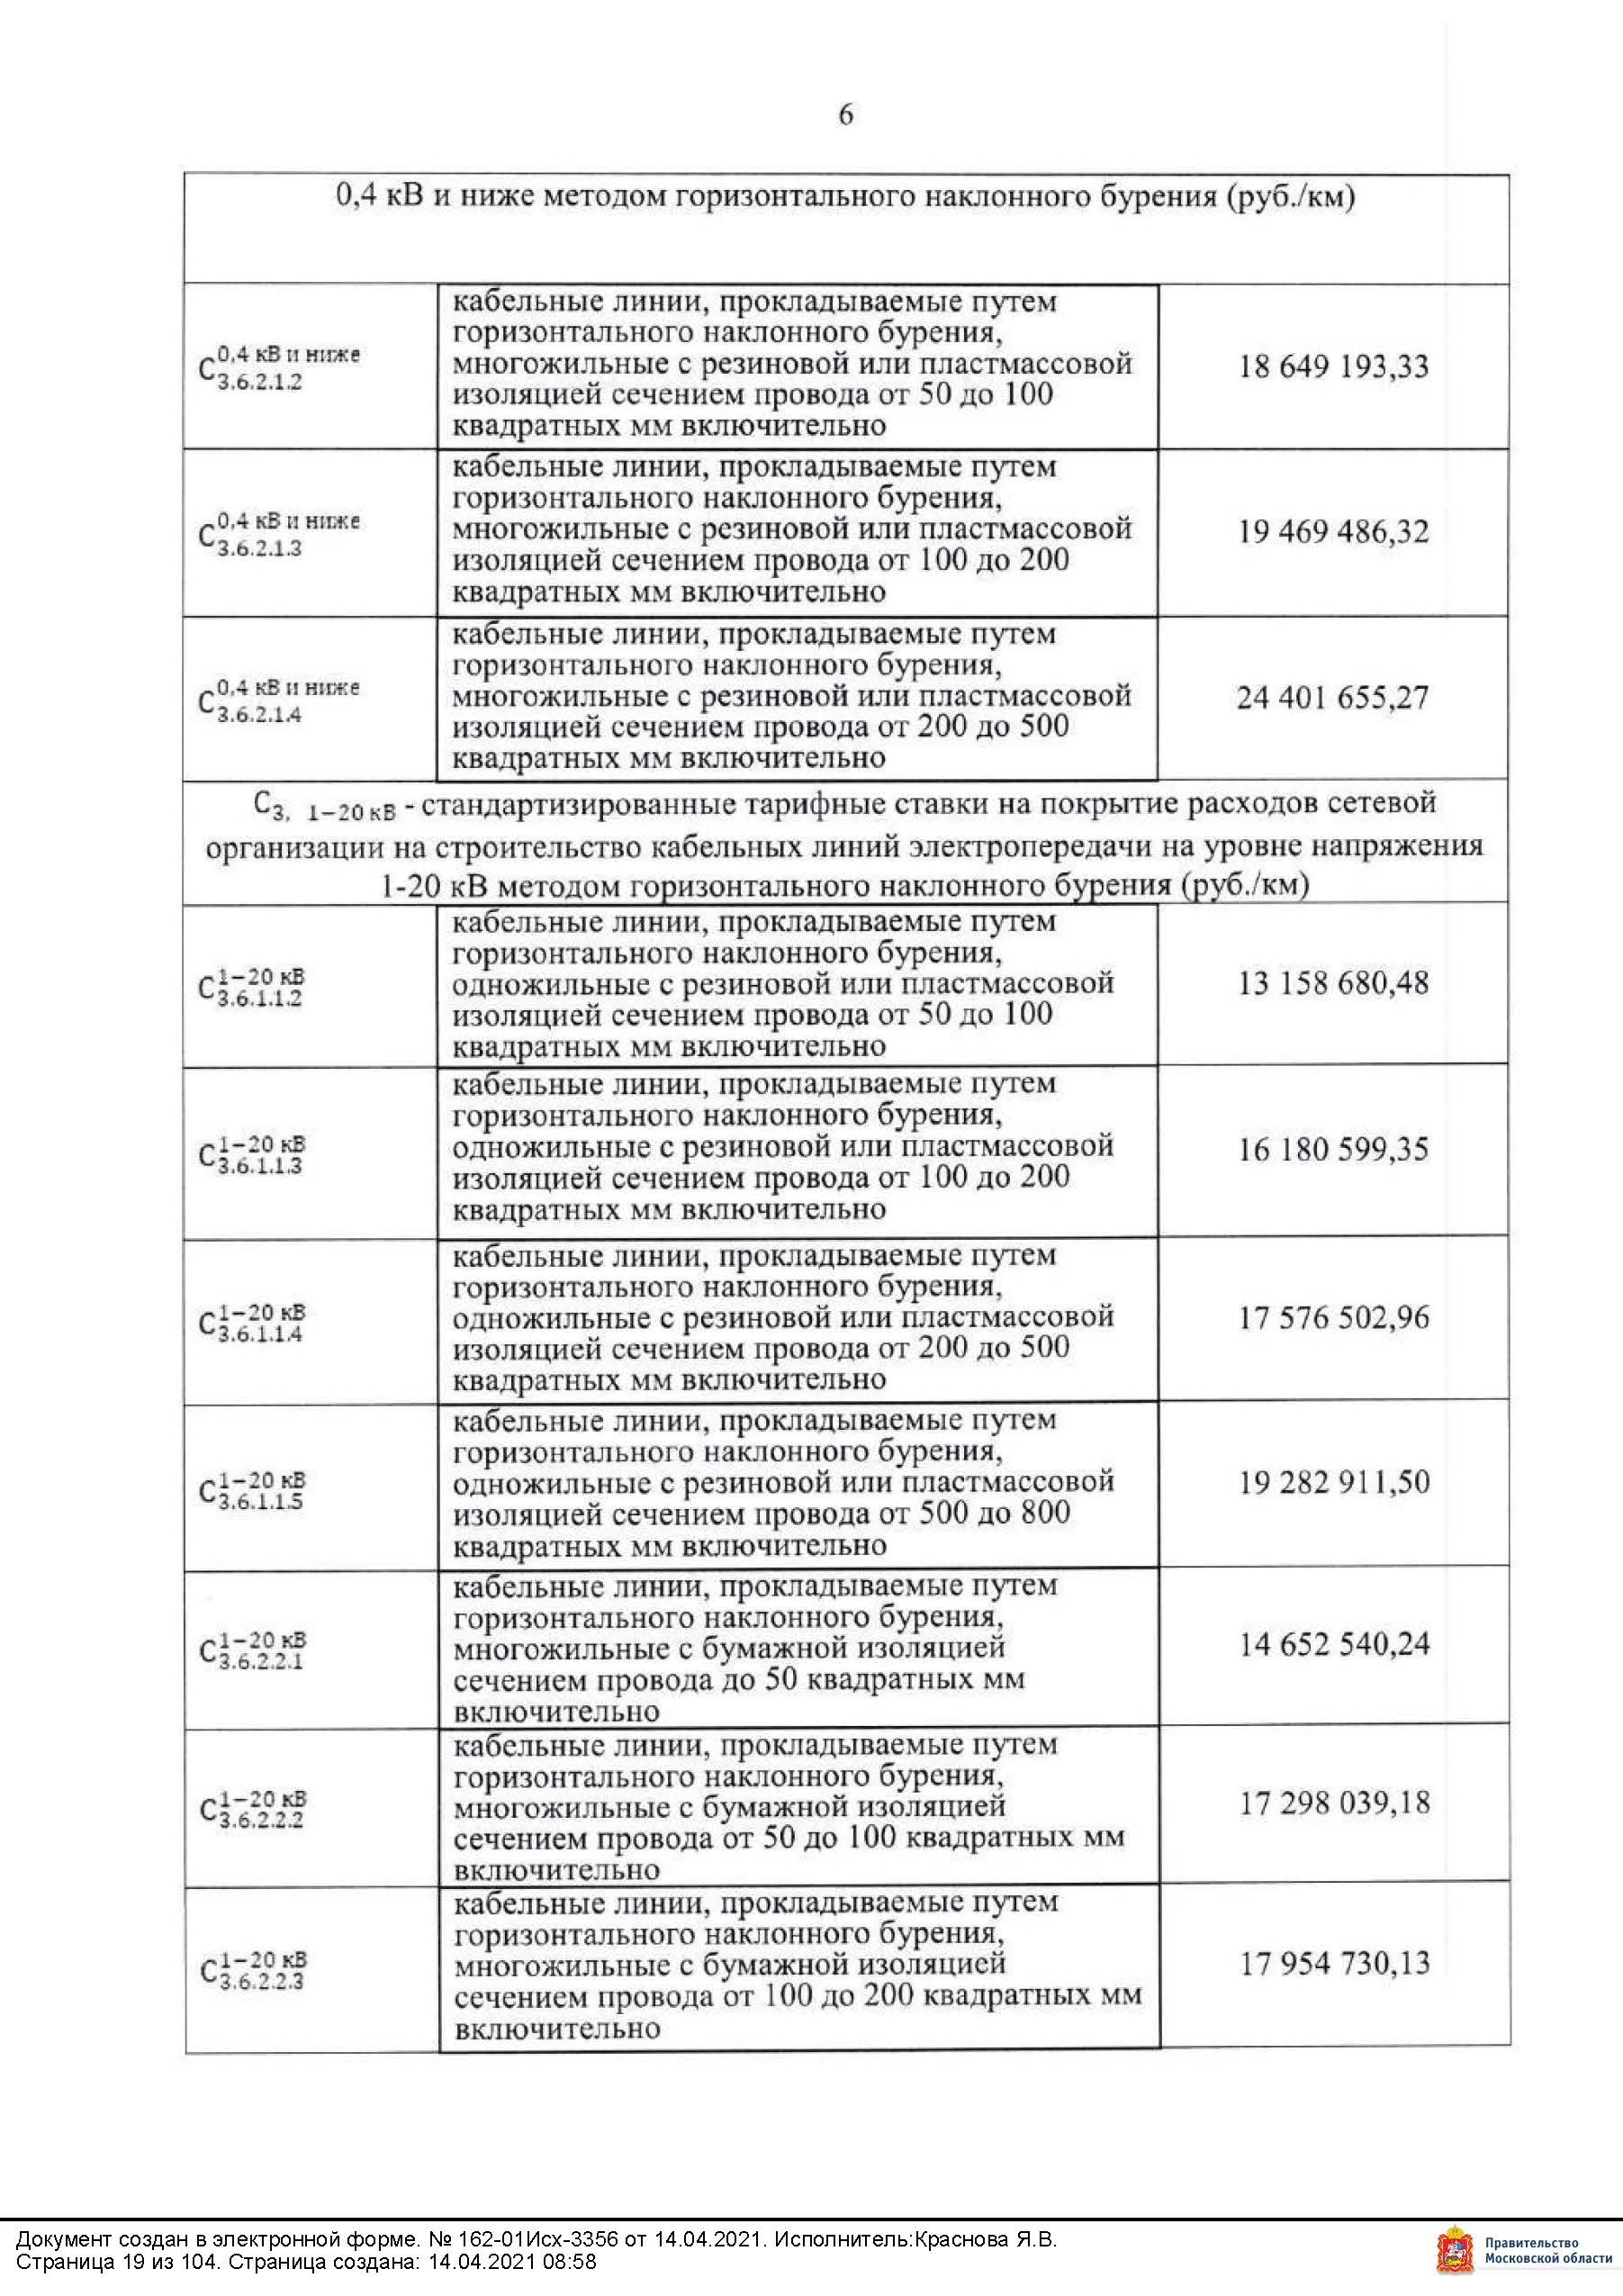 6
0,4 кВ и ниже методом горизонтального наклонного бурения (руб./км)
С 0,4 кВ и ниже 3.6.2.1.2
кабельные линии, прокладываемые путем
горизонтального наклонного бурения,
многожильные с резиновой или пластмассовой
изоляцией сечением провода от 50 до 100
квадратных мм включительно
18 649 193,33
С 0,4 кВ и ниже 3.6.2.1.3
кабельные линии, прокладываемые путем
горизонтального наклонного бурения,
многожильные с резиновой или пластмассовой
изоляцией сечением провода от 100 до 200
квадратных мм включительно
19 469 486,32
С 0,4 кВ и ниже 3.6.2.1.4
кабельные линии, прокладываемые путем
горизонтального наклонного бурения,
многожильные с резиновой или пластмассовой
изоляцией сечением провода от 200 до 500
квадратных мм включительно
24 401 655,27
С3, 1–20 кВ - стандартизированные тарифные ставки на покрытие расходов сетевой
организации на строительство кабельных линий электропередачи на уровне напряжения
1-20 кВ методом горизонтального наклонного бурения (руб./км)
С 1–20 кВ 3.6.1.1.2
кабельные линии, прокладываемые путем
горизонтального наклонного бурения,
одножильные с резиновой или пластмассовой
изоляцией сечением провода от 50 до 100
квадратных мм включительно
13 158 680,48
С 1–20 кВ 3.6.1.1.3
кабельные линии, прокладываемые путем
горизонтального наклонного бурения,
одножильные с резиновой или пластмассовой
изоляцией сечением провода от 100 до 200
квадратных мм включительно
16 180 599,35
С 1–20 кВ 3.6.1.1.4
кабельные линии, прокладываемые путем
горизонтального наклонного бурения,
одножильные с резиновой или пластмассовой
изоляцией сечением провода от 200 до 500
квадратных мм включительно
17 576 502,96
С 1–20 кВ 3.6.1.1.5
кабельные линии, прокладываемые путем
горизонтального наклонного бурения,
одножильные с резиновой или пластмассовой
изоляцией сечением провода от 500 до 800
квадратных мм включительно
19 282 911,50
С 1–20 кВ 3.6.2.2.1
кабельные линии, прокладываемые путем
горизонтального наклонного бурения,
многожильные с бумажной изоляцией
сечением провода до 50 квадратных мм
включительно
14 652 540,24
С 1–20 кВ 3.6.2.2.2
кабельные линии, прокладываемые путем
горизонтального наклонного бурения,
многожильные с бумажной изоляцией
сечением провода от 50 до 100 квадратных мм
включительно
17 298 039,18
С 1–20 кВ 3.6.2.2.3
кабельные линии, прокладываемые путем
горизонтального наклонного бурения,
многожильные с бумажной изоляцией
сечением провода от 100 до 200 квадратных мм
включительно
17 954 730,13
Документ создан в электронной форме. № 162-01Исх-3356 от 14.04.2021. Исполнитель:Краснова Я.В.
Страница 19 из 104. Страница создана: 14.04.2021 08:58
Правительство
Московской области